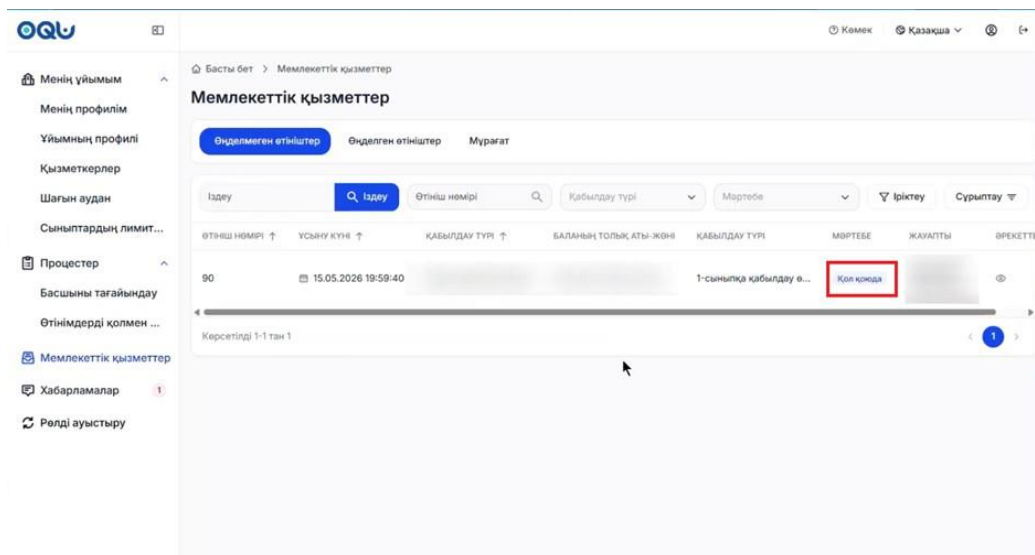 OQU
Көмек
Қазақша
Менің ұйымым
Менің профилім
Ұйымның профилі
Қызметкерлер
Шағын аудан
Сыныптардың лимит...
Процестер
Басшыны тағайындау
Өтінімдерді қолмен ...
Мемлекеттік қызметтер
Хабарламалар 1
Рөлді ауыстыру
Басты бет > Мемлекеттік қызметтер
Мемлекеттік қызметтер
Өңделмеген өтініштер Өңделген өтініштер Мұрағат
Іздеу Іздеу Өтініш нөмірі Қабылдау түрі Мәртебе Іріктеу Сұрыптау
ӨТІНІШ НӨМІРІ ↑ ҰСЫНУ КҮНІ ↑ ҚАБЫЛДАУ ТҮРІ ↑ БАЛАНЫҢ ТОЛЫҚ АТЫ-ЖӨНІ ҚАБЫЛДАУ ТҮРІ МӘРТЕБЕ ЖАУАПТЫ ӘРЕКЕТТЕ
90 15.05.2026 19:59:40 1-сыныпқа қабылдау ө... Қол қоюда
Көрсетілді 1-1 тан 1
1